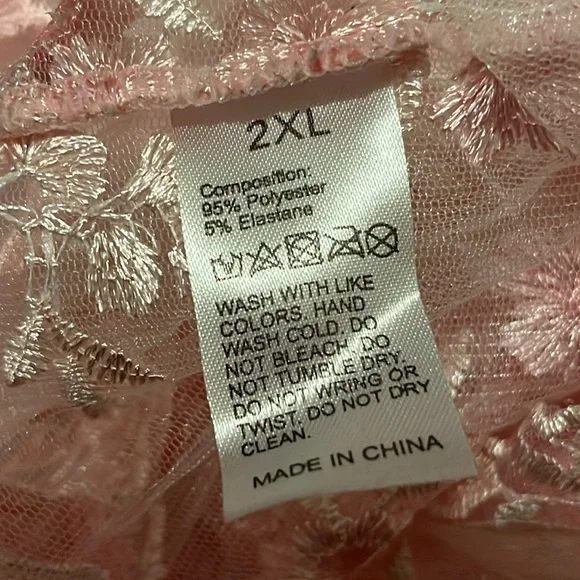 2XL
Composition:
95% Polyester
5% Elastane
WASH WITH LIKE
COLORS, HAND
WASH COLD, DO
NOT BLEACH, DO
NOT TUMBLE DRY,
DO NOT WRING OR
TWIST, DO NOT DRY
CLEAN.
MADE IN CHINA